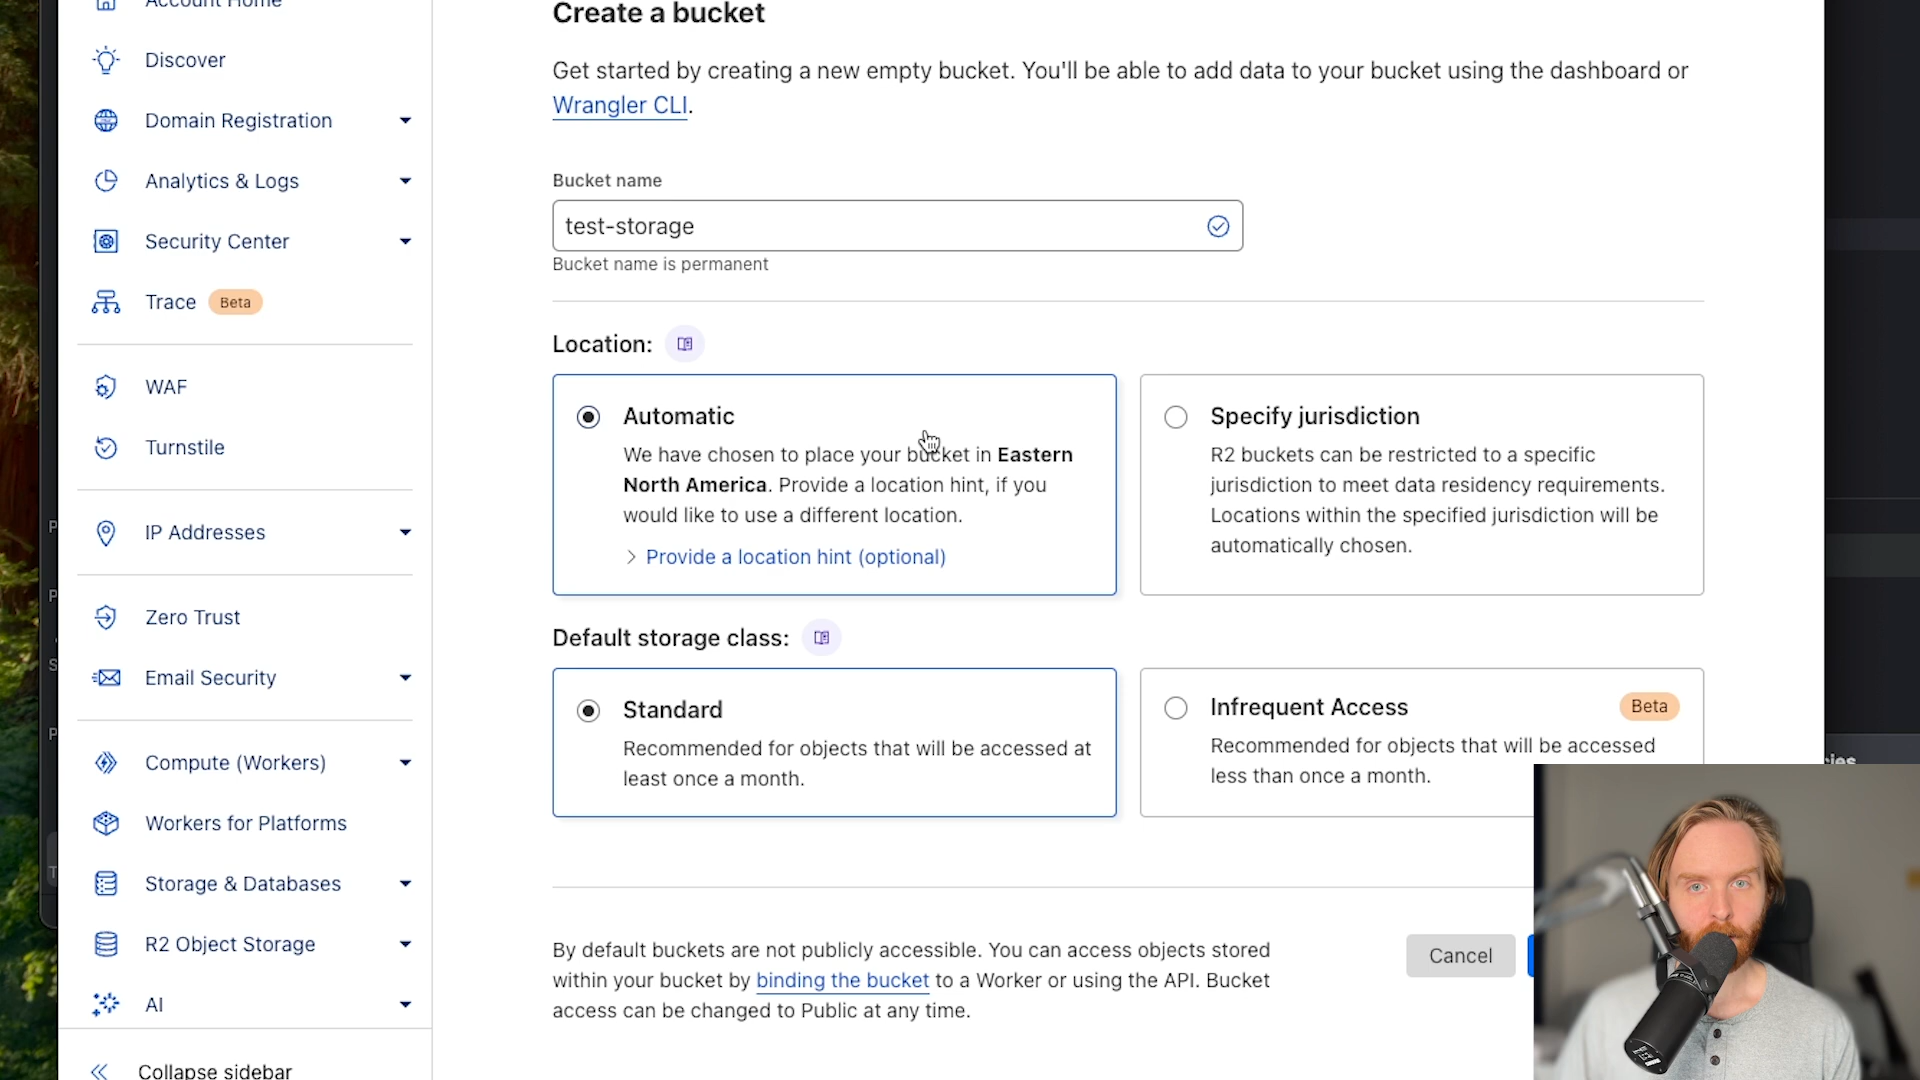 Account Home
Discover
Domain Registration
Analytics & Logs
Security Center
Trace Beta
WAF
Turnstile
IP Addresses
Zero Trust
Email Security
Compute (Workers)
Workers for Platforms
Storage & Databases
R2 Object Storage
AI
Collapse sidebar
Create a bucket
Get started by creating a new empty bucket. You'll be able to add data to your bucket using the dashboard or
Wrangler CLI.
Bucket name
test-storage
Bucket name is permanent
Location:
Automatic
We have chosen to place your bucket in Eastern
North America. Provide a location hint, if you
would like to use a different location.
Provide a location hint (optional)
Specify jurisdiction
R2 buckets can be restricted to a specific
jurisdiction to meet data residency requirements.
Locations within the specified jurisdiction will be
automatically chosen.
Default storage class:
Standard
Recommended for objects that will be accessed at
least once a month.
Infrequent Access Beta
Recommended for objects that will be accessed
less than once a month.
By default buckets are not publicly accessible. You can access objects stored
within your bucket by binding the bucket to a Worker or using the API. Bucket
access can be changed to Public at any time.
Cancel